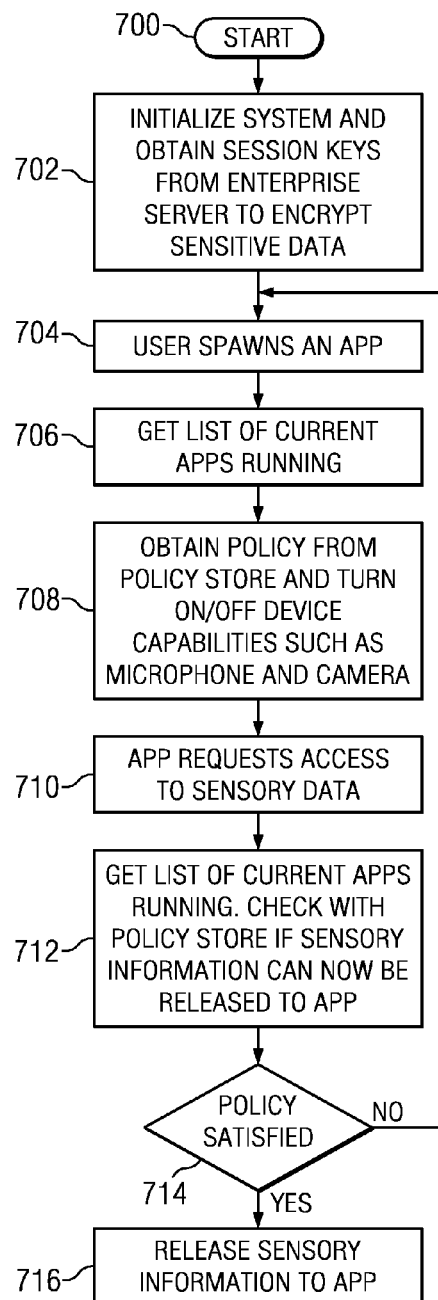 700
START
702
INITIALIZE SYSTEM AND
OBTAIN SESSION KEYS
FROM ENTERPRISE
SERVER TO ENCRYPT
SENSITIVE DATA
704
USER SPAWNS AN APP
706
GET LIST OF CURRENT
APPS RUNNING
708
OBTAIN POLICY FROM
POLICY STORE AND TURN
ON/OFF DEVICE
CAPABILITIES SUCH AS
MICROPHONE AND CAMERA
710
APP REQUESTS ACCESS
TO SENSORY DATA
712
GET LIST OF CURRENT APPS
RUNNING. CHECK WITH
POLICY STORE IF SENSORY
INFORMATION CAN NOW BE
RELEASED TO APP
POLICY
SATISFIED
NO
714
YES
716
RELEASE SENSORY
INFORMATION TO APP